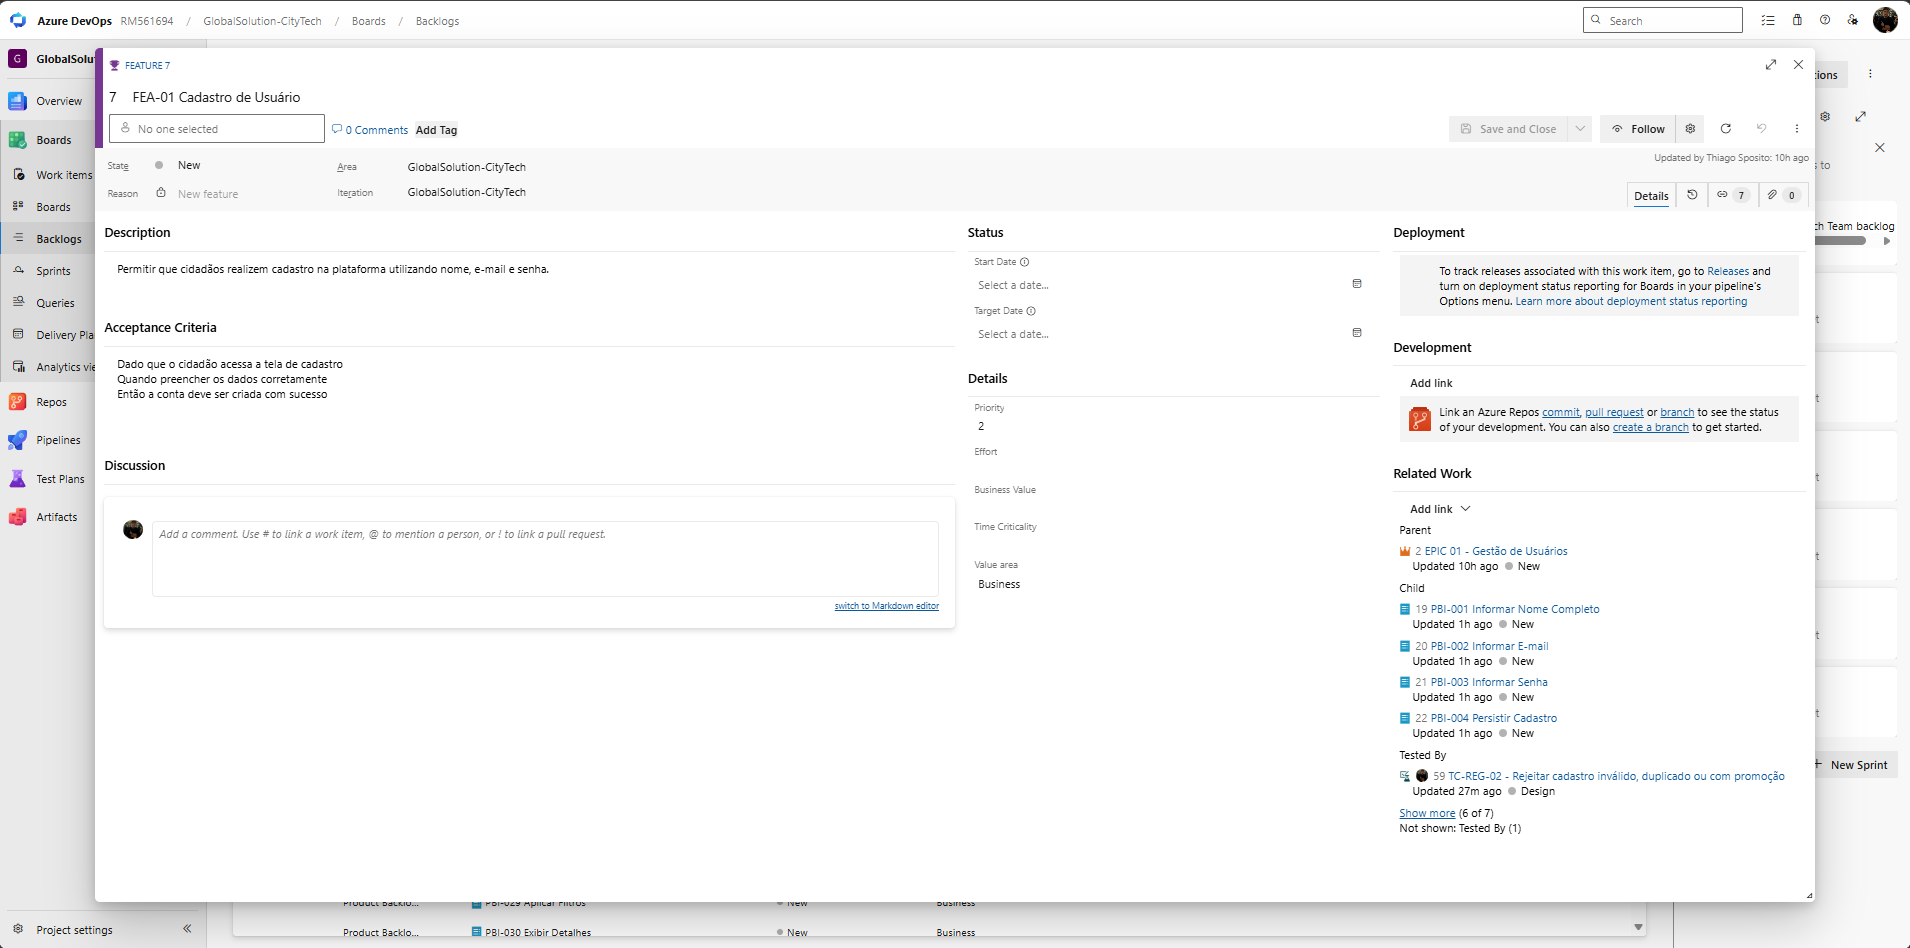 Azure DevOps RM561694 / GlobalSolution-CityTech / Boards / Backlogs
Search
G GlobalSolu
Overview
Boards
Work items
Boards
Backlogs
Sprints
Queries
Delivery Pla
Analytics vie
Repos
Pipelines
Test Plans
Artifacts
Project settings
FEATURE 7
7 FEA-01 Cadastro de Usuário
No one selected
0 Comments
Add Tag
Save and Close
Follow
State
New
Area
GlobalSolution-CityTech
Reason
New feature
Iteration
GlobalSolution-CityTech
Updated by Thiago Sposito: 10h ago
Details
7
0
Description
Permitir que cidadãos realizem cadastro na plataforma utilizando nome, e-mail e senha.
Acceptance Criteria
Dado que o cidadão acessa a tela de cadastro
Quando preencher os dados corretamente
Então a conta deve ser criada com sucesso
Discussion
Add a comment. Use # to link a work item, @ to mention a person, or ! to link a pull request.
switch to Markdown editor
Status
Start Date
Select a date...
Target Date
Select a date...
Details
Priority
2
Effort
Business Value
Time Criticality
Value area
Business
Deployment
To track releases associated with this work item, go to Releases and
turn on deployment status reporting for Boards in your pipeline's
Options menu. Learn more about deployment status reporting
Development
Add link
Link an Azure Repos commit, pull request or branch to see the status
of your development. You can also create a branch to get started.
Related Work
Add link
Parent
2 EPIC 01 - Gestão de Usuários
Updated 10h ago New
Child
19 PBI-001 Informar Nome Completo
Updated 1h ago New
20 PBI-002 Informar E-mail
Updated 1h ago New
21 PBI-003 Informar Senha
Updated 1h ago New
22 PBI-004 Persistir Cadastro
Updated 1h ago New
Tested By
59 TC-REG-02 - Rejeitar cadastro inválido, duplicado ou com promoção
Updated 27m ago Design
Show more (6 of 7)
Not shown: Tested By (1)
ions
s to
ch Team backlog
t
t
t
t
t
t
New Sprint
Product Backlo... PBI-029 Aplicar Filtros New Business
Product Backlo... PBI-030 Exibir Detalhes New Business